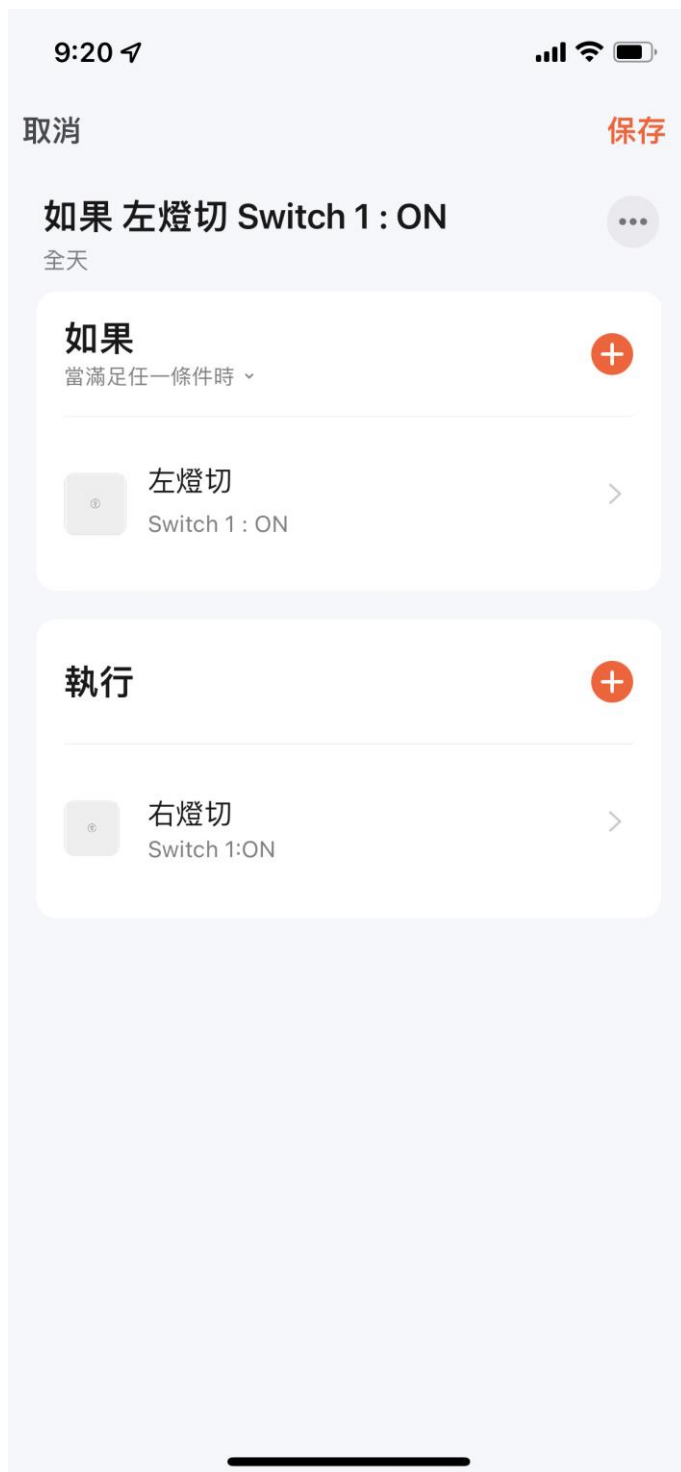 9:20
取消
保存
如果 左燈切 Switch 1 : ON
全天
如果
當滿足任一條件時
左燈切
Switch 1 : ON
執行
右燈切
Switch 1:ON